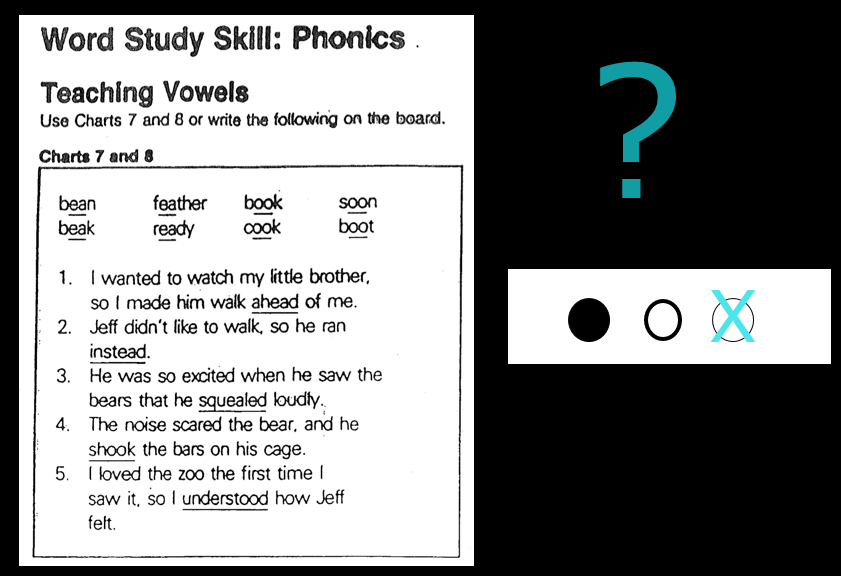 Word Study Skill: Phonics
Teaching Vowels
Use Charts 7 and 8 or write the following on the board.
Charts 7 and 8
bean feather book soon
beak ready cook boot
1. I wanted to watch my little brother,
so I made him walk ahead of me.
2. Jeff didn't like to walk, so he ran
instead.
3. He was so excited when he saw the
bears that he squealed loudly.
4. The noise scared the bear, and he
shook the bars on his cage.
5. I loved the zoo the first time I
saw it, so I understood how Jeff
felt.
?
X